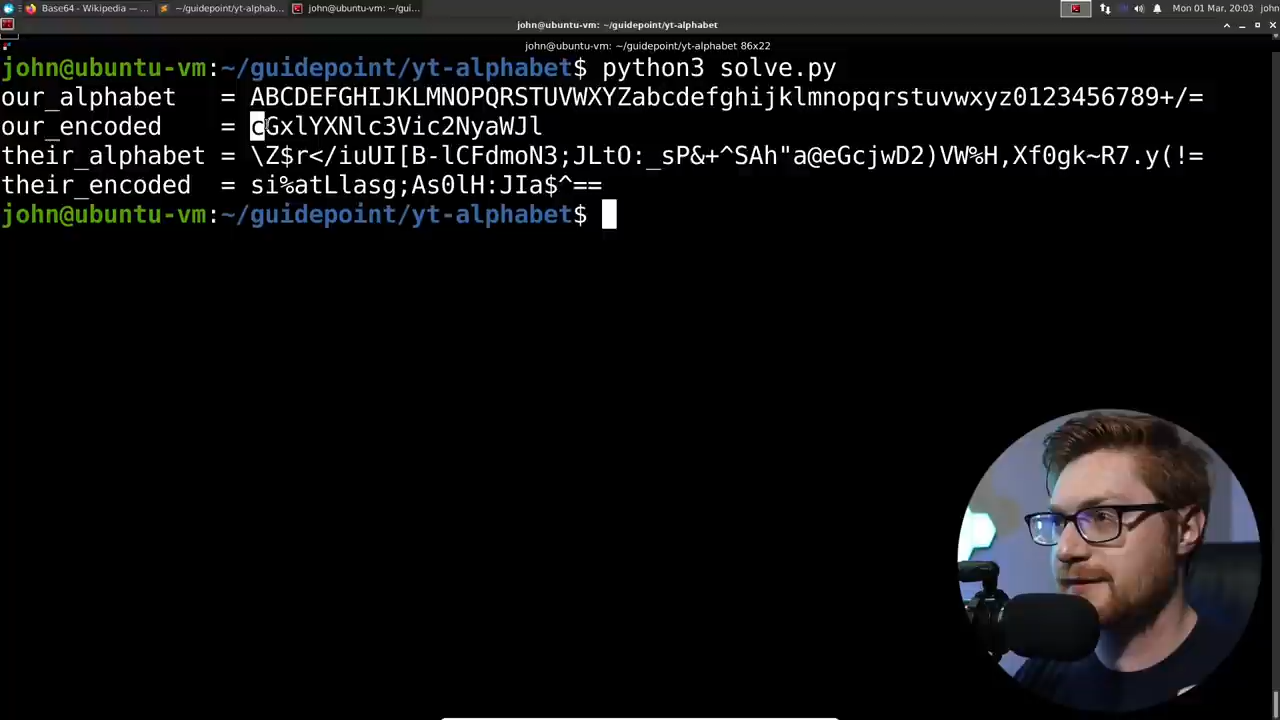 Base64 - Wikipedia — ...
~/guidepoint/yt-alphab...
john@ubuntu-vm: ~/gui...
Mon 01 Mar, 20:03
john
john@ubuntu-vm: ~/guidepoint/yt-alphabet
john@ubuntu-vm: ~/guidepoint/yt-alphabet 86x22
john@ubuntu-vm:~/guidepoint/yt-alphabet$ python3 solve.py
our_alphabet   = ABCDEFGHIJKLMNOPQRSTUVWXYZabcdefghijklmnopqrstuvwxyz0123456789+/=
our_encoded    = cGxlYXNlc3Vic2NyaWJl
their_alphabet = \Z$r</iuUI[B-lCFdmoN3;JLtO:_sP&+^SAh"a@eGcjwD2)VW%H,Xf0gk~R7.y(!=
their_encoded  = si%atLlasg;As0lH:JIa$^==
john@ubuntu-vm:~/guidepoint/yt-alphabet$